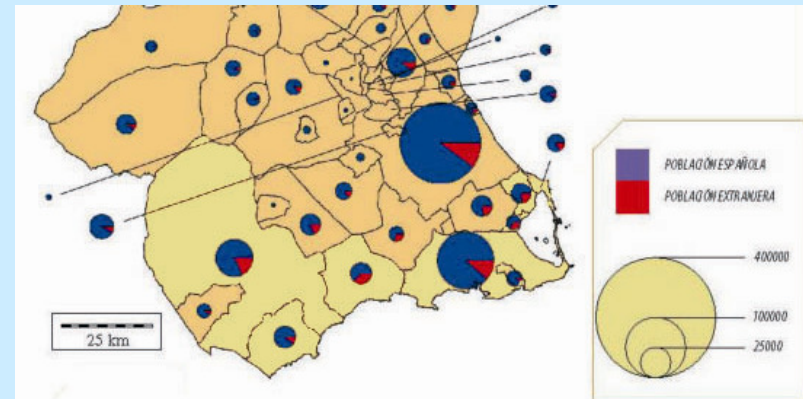 POBLACIÓN ESPAÑOLA
POBLACIÓN EXTRANJERA
400000
100000
25000
25 km